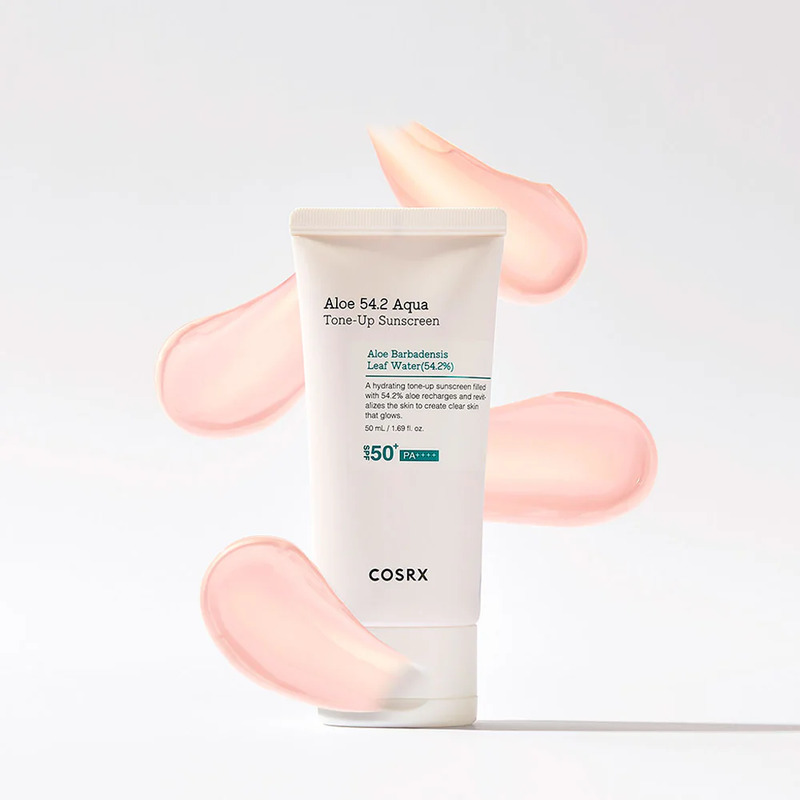 Aloe 54.2 Aqua
Tone-Up Sunscreen
Aloe Barbadensis
Leaf Water(54.2%)
A hydrating tone-up sunscreen filled
with 54.2% aloe recharges and revit-
alizes the skin to create clear skin
that glows.
50 mL / 1.69 fl. oz.
SPF 50+ PA++++
COSRX